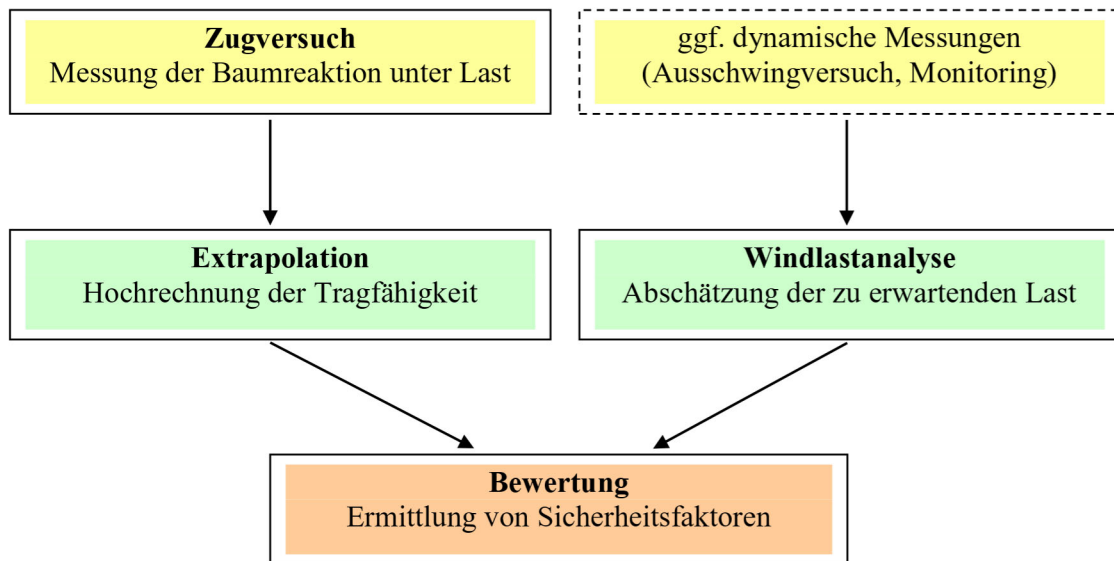 Zugversuch
Messung der Baumreaktion unter Last
ggf. dynamische Messungen
(Ausschwingversuch, Monitoring)
Extrapolation
Hochrechnung der Tragfähigkeit
Windlastanalyse
Abschätzung der zu erwartenden Last
Bewertung
Ermittlung von Sicherheitsfaktoren